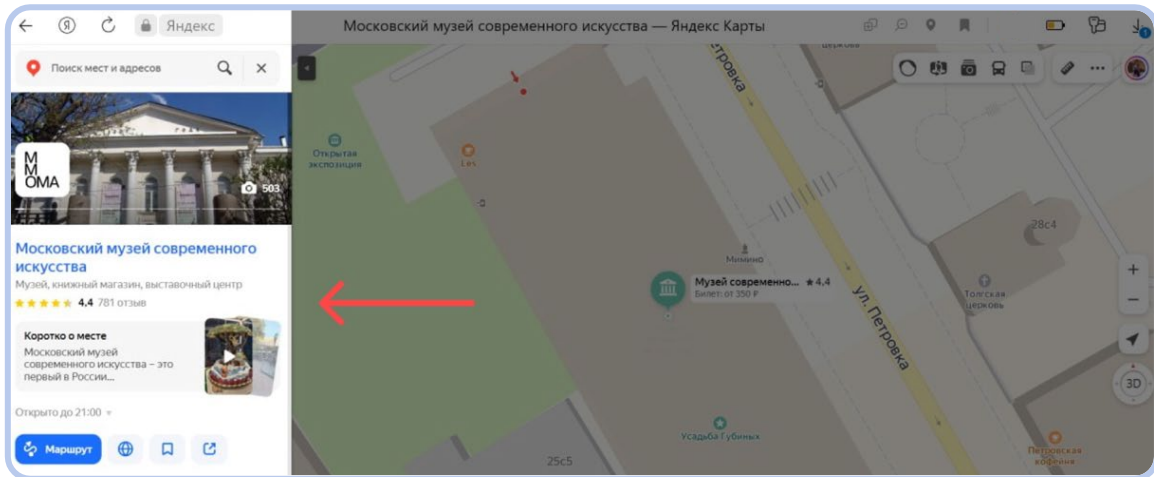 Яндекс
Московский музей современного искусства — Яндекс Карты
1
Поиск мест и адресов
M
M
OMA
503
Московский музей современного
искусства
Музей, книжный магазин, выставочный центр
4,4 781 отзыв
Коротко о месте
Московский музей
современного искусства – это
первый в России...
Открыто до 21:00
Маршрут
церковь
Петровка
Открытая
экспозиция
Les
28с4
Мимино
Музей современно... ★ 4,4
Билет: от 350 ₽
Толгская
церковь
ул. Петровка
3D
Усадьба Губиных
Петровская
кофейня
25с5